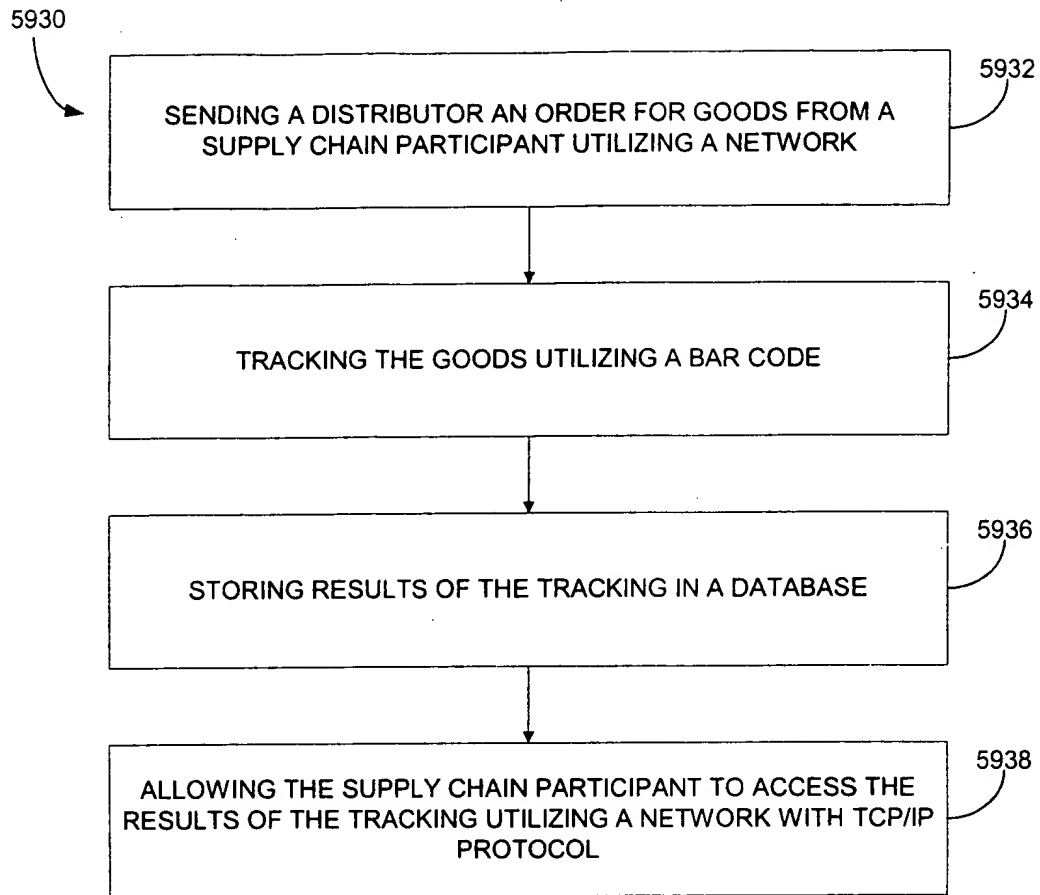 5930
5932
SENDING A DISTRIBUTOR AN ORDER FOR GOODS FROM A
SUPPLY CHAIN PARTICIPANT UTILIZING A NETWORK
5934
TRACKING THE GOODS UTILIZING A BAR CODE
5936
STORING RESULTS OF THE TRACKING IN A DATABASE
5938
ALLOWING THE SUPPLY CHAIN PARTICIPANT TO ACCESS THE
RESULTS OF THE TRACKING UTILIZING A NETWORK WITH TCP/IP
PROTOCOL